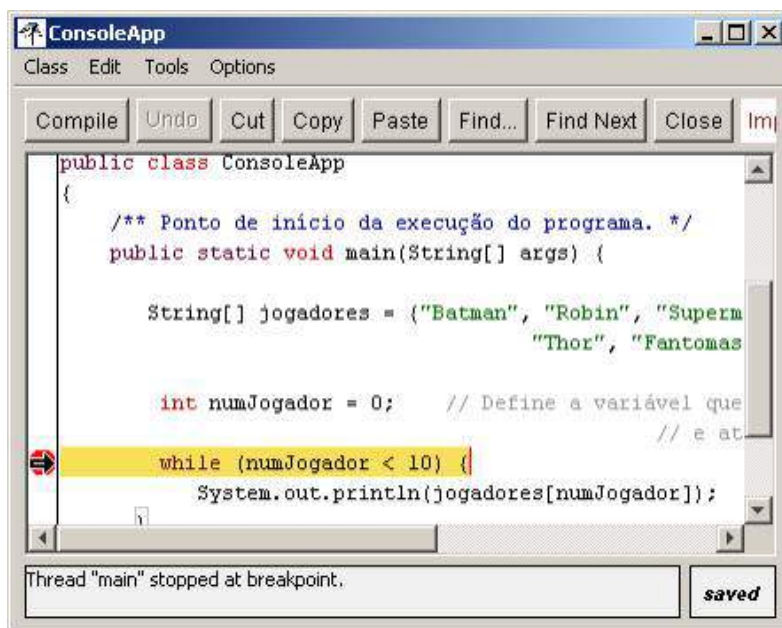 ConsoleApp
Class Edit Tools Options
Compile Undo Cut Copy Paste Find... Find Next Close
public class ConsoleApp
{
/** Ponto de início da execução do programa. */
public static void main(String[] args) {
String[] jogadores = {"Batman", "Robin", "Superm
"Thor", "Fantomas
int numJogador = 0; // Define a variável que
// e at
while (numJogador < 10) {
System.out.println(jogadores[numJogador]);
}
Thread "main" stopped at breakpoint.
saved